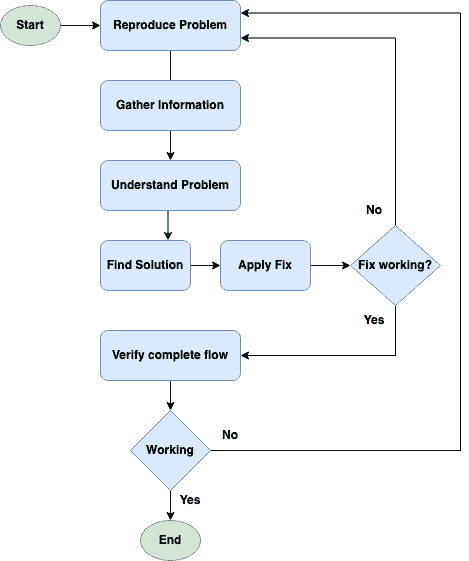 Start
Reproduce Problem
Gather Information
Understand Problem
Find Solution
Apply Fix
Fix working?
No
Yes
Verify complete flow
Working
No
Yes
End